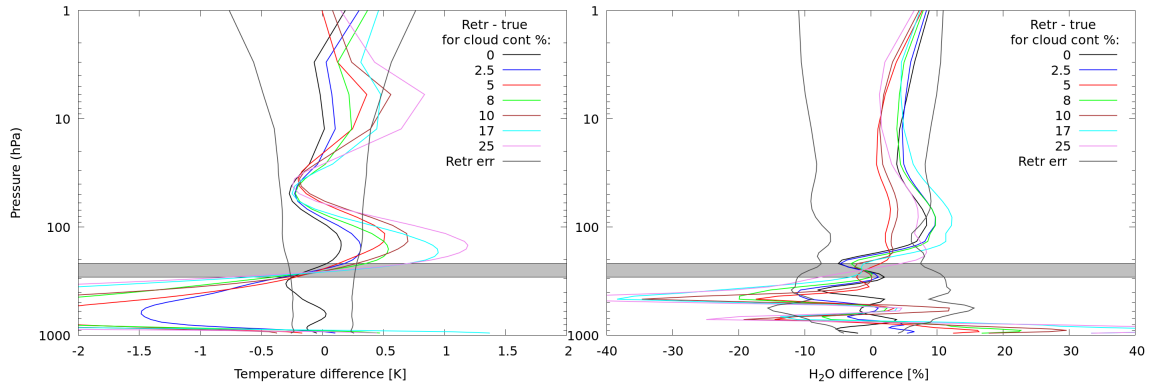 Retr - true
for cloud cont %:
0
2.5
5
8
10
17
25
Retr err
1
10
100
1000
Pressure (hPa)
-2 -1.5 -1 -0.5 0 0.5 1 1.5 2
Temperature difference [K]
Retr - true
for cloud cont %:
0
2.5
5
8
10
17
25
Retr err
1
10
100
1000
-40 -30 -20 -10 0 10 20 30 40
H2O difference [%]